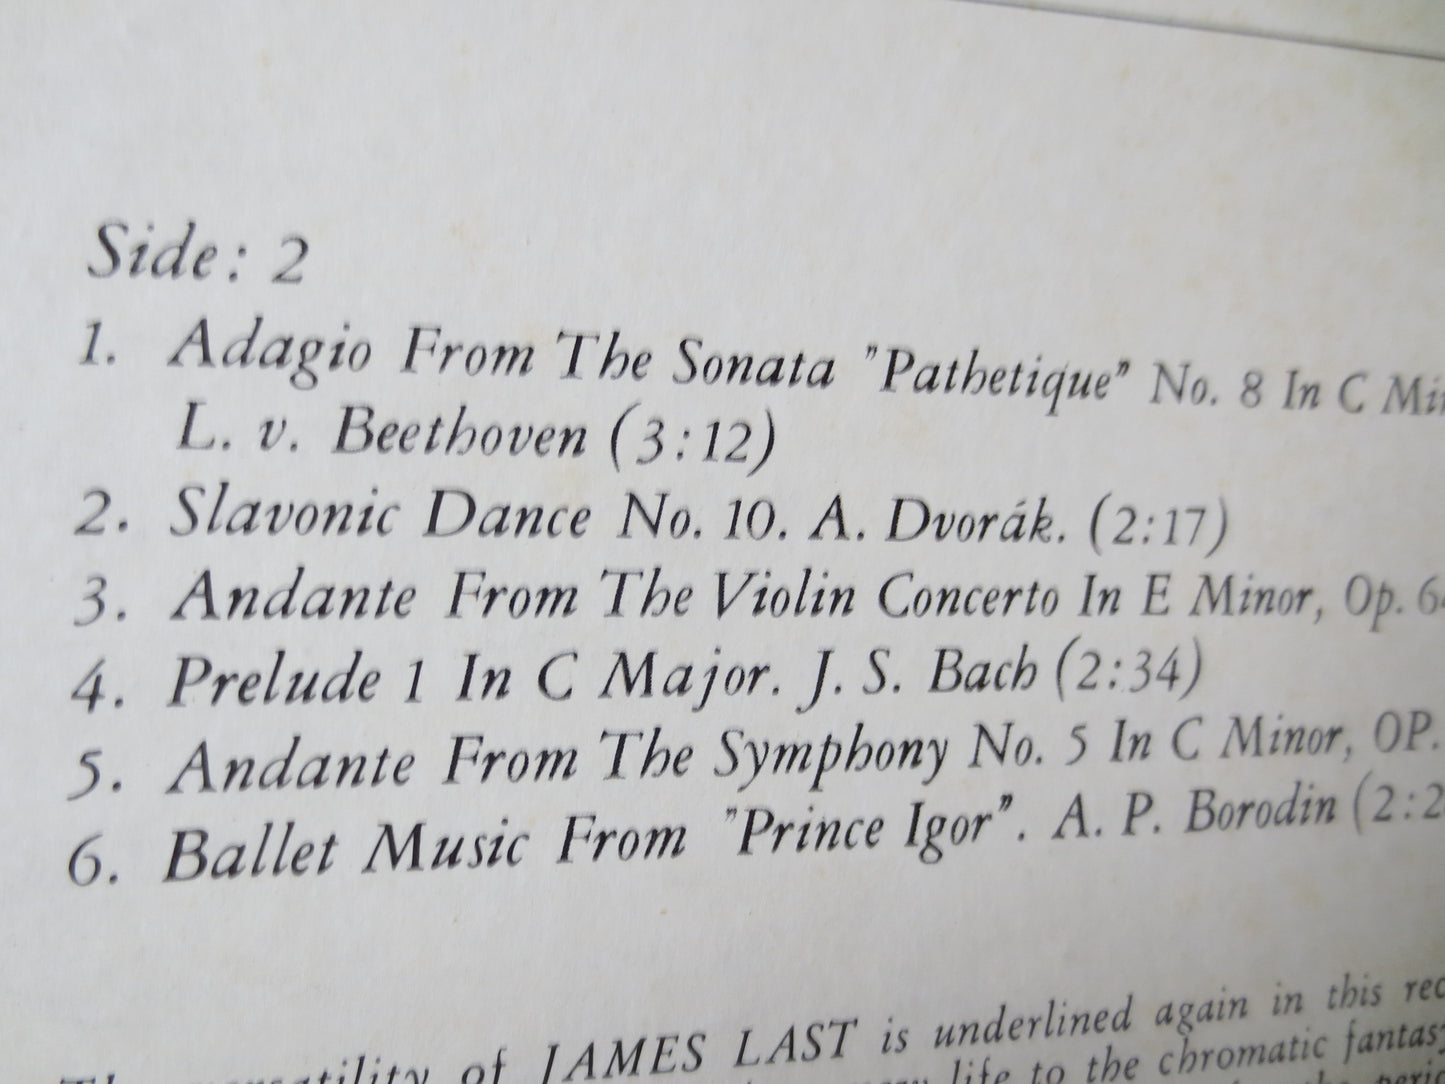 Side: 2
1. Adagio From The Sonata "Pathetique" No. 8 In C
L. v. Beethoven (3:12)
2. Slavonic Dance No. 10. A. Dvorák. (2:17)
3. Andante From The Violin Concerto In E Minor, Op.
4. Prelude 1 In C Major. J. S. Bach (2:34)
5. Andante From The Symphony No. 5 In C Minor, OP.
6. Ballet Music From "Prince Igor". A. P. Borodin
of JAMES LAST is underlined again in this
life to the chromatic